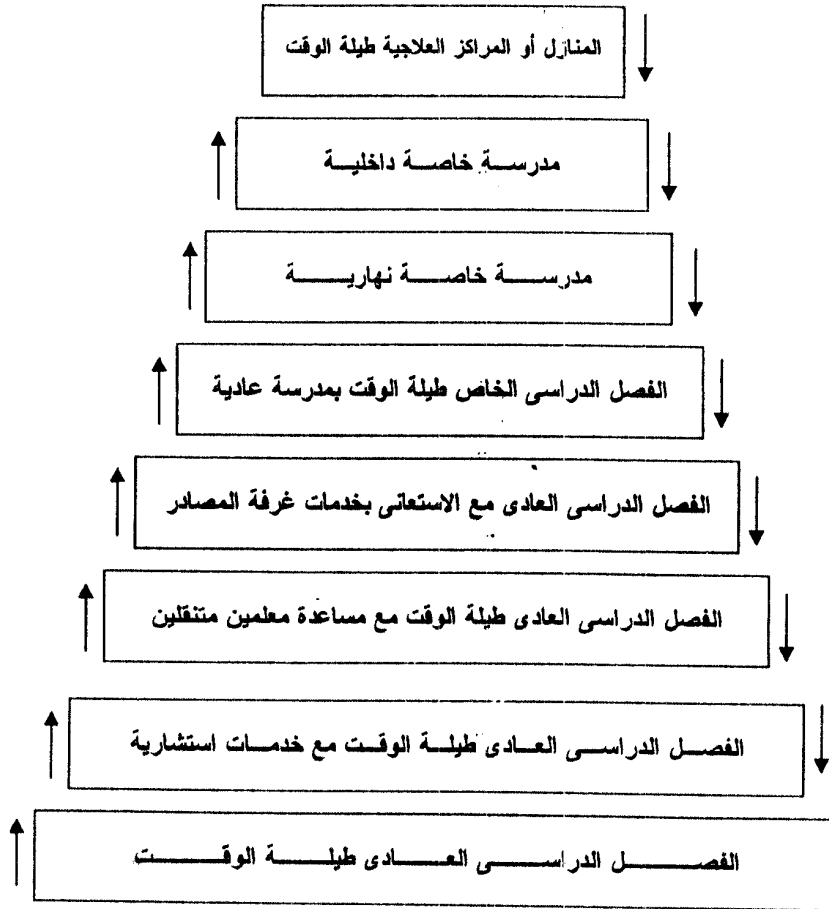 المنازل أو المراكز العلاجية طيلة الوقت
مدرسة خاصة داخلية
مدرسة خاصة نهارية
الفصل الدراسى الخاص طيلة الوقت بمدرسة عادية
الفصل الدراسى العادى مع الاستعانى بخدمات غرفة المصادر
الفصل الدراسى العادى طيلة الوقت مع مساعدة معلمين متنقلين
الفصل الدراسى العادى طيلة الوقت مع خدمات استشارية
الفصل الدراسى العادى طيلة الوقت